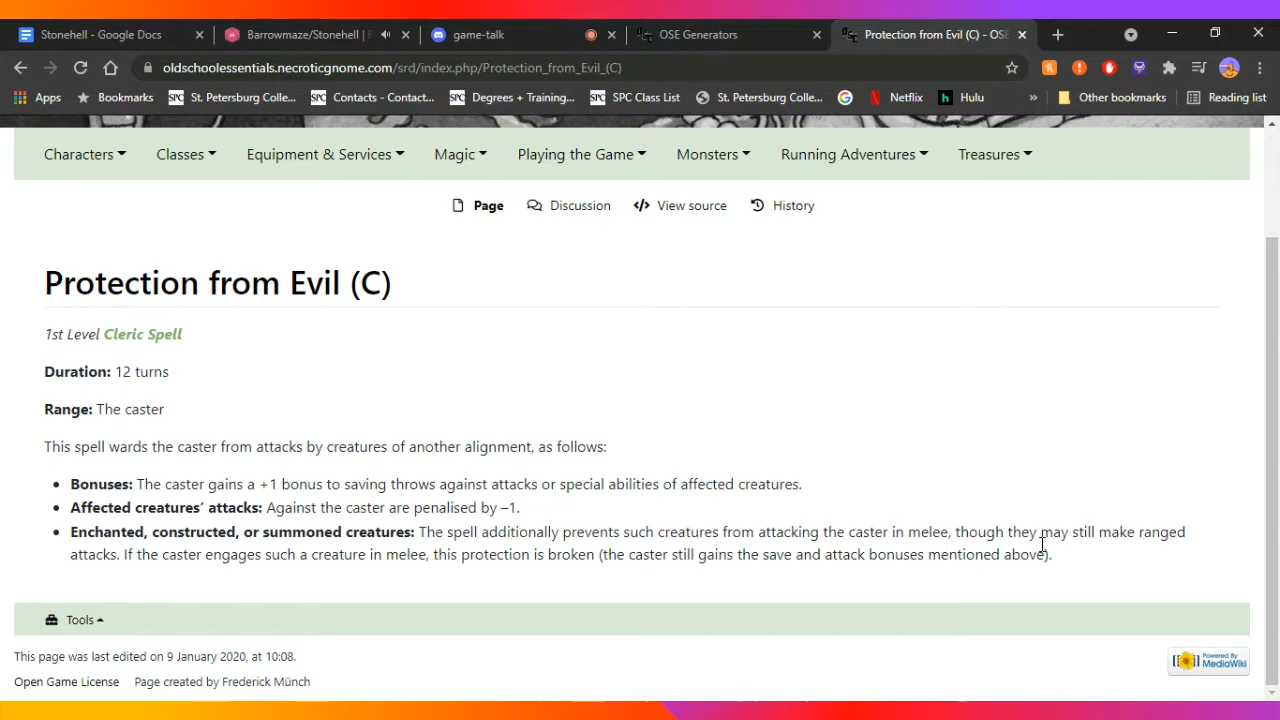 Stonehell - Google Docs
Barrowmaze/Stonehell | F
game-talk
OSE Generators
Protection from Evil (C) - OSE
oldschoolessentials.necroticgnome.com/srd/index.php/Protection_from_Evil_(C)
Apps
Bookmarks
SPC
St. Petersburg Colle...
SPC
Contacts - Contact...
SPC
Degrees + Training...
SPC
SPC Class List
St. Petersburg Colle...
G
N
Netflix
h
Hulu
»
Other bookmarks
Reading list
Characters
Classes
Equipment & Services
Magic
Playing the Game
Monsters
Running Adventures
Treasures
Page
Discussion
View source
History
Protection from Evil (C)
1st Level Cleric Spell
Duration: 12 turns
Range: The caster
This spell wards the caster from attacks by creatures of another alignment, as follows:
• Bonuses: The caster gains a +1 bonus to saving throws against attacks or special abilities of affected creatures.
• Affected creatures’ attacks: Against the caster are penalised by –1.
• Enchanted, constructed, or summoned creatures: The spell additionally prevents such creatures from attacking the caster in melee, though they may still make ranged
attacks. If the caster engages such a creature in melee, this protection is broken (the caster still gains the save and attack bonuses mentioned above).
Tools
This page was last edited on 9 January 2020, at 10:08.
Powered By
MediaWiki
Open Game License
Page created by Frederick Münch